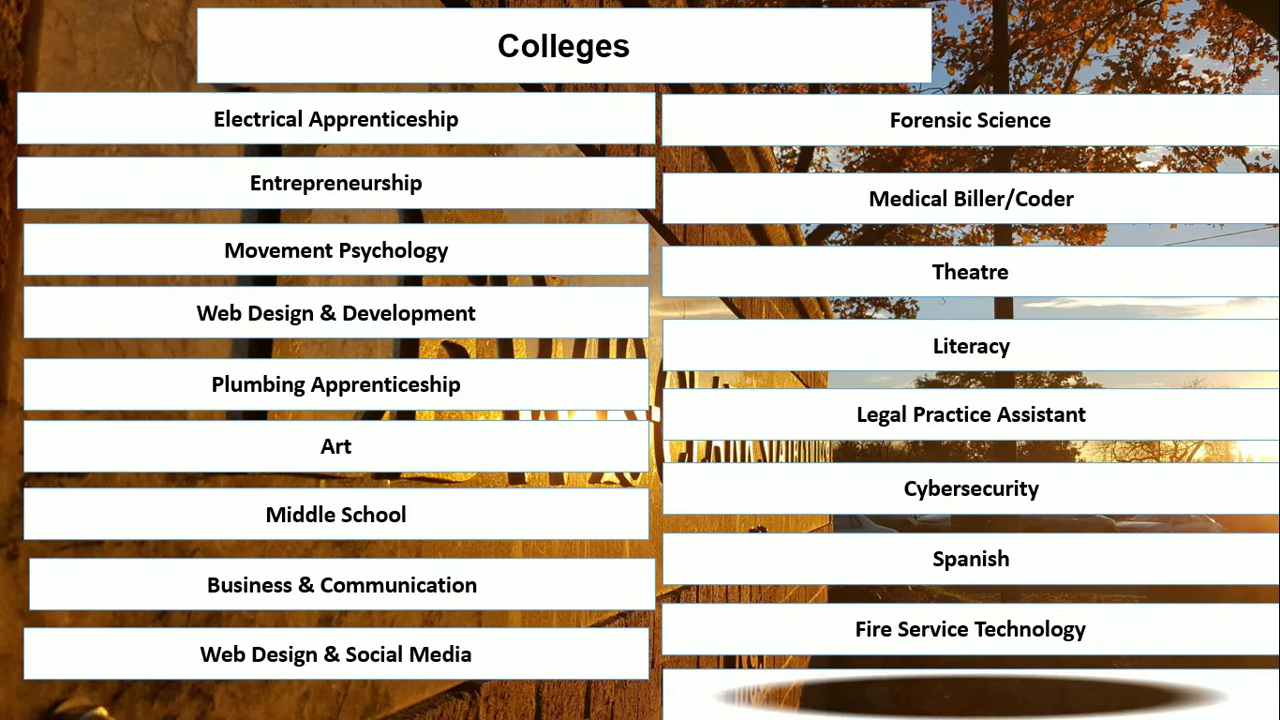 Colleges
Electrical Apprenticeship
Entrepreneurship
Movement Psychology
Web Design & Development
Plumbing Apprenticeship
Art
Middle School
Business & Communication
Web Design & Social Media
Forensic Science
Medical Biller/Coder
Theatre
Literacy
Legal Practice Assistant
Cybersecurity
Spanish
Fire Service Technology